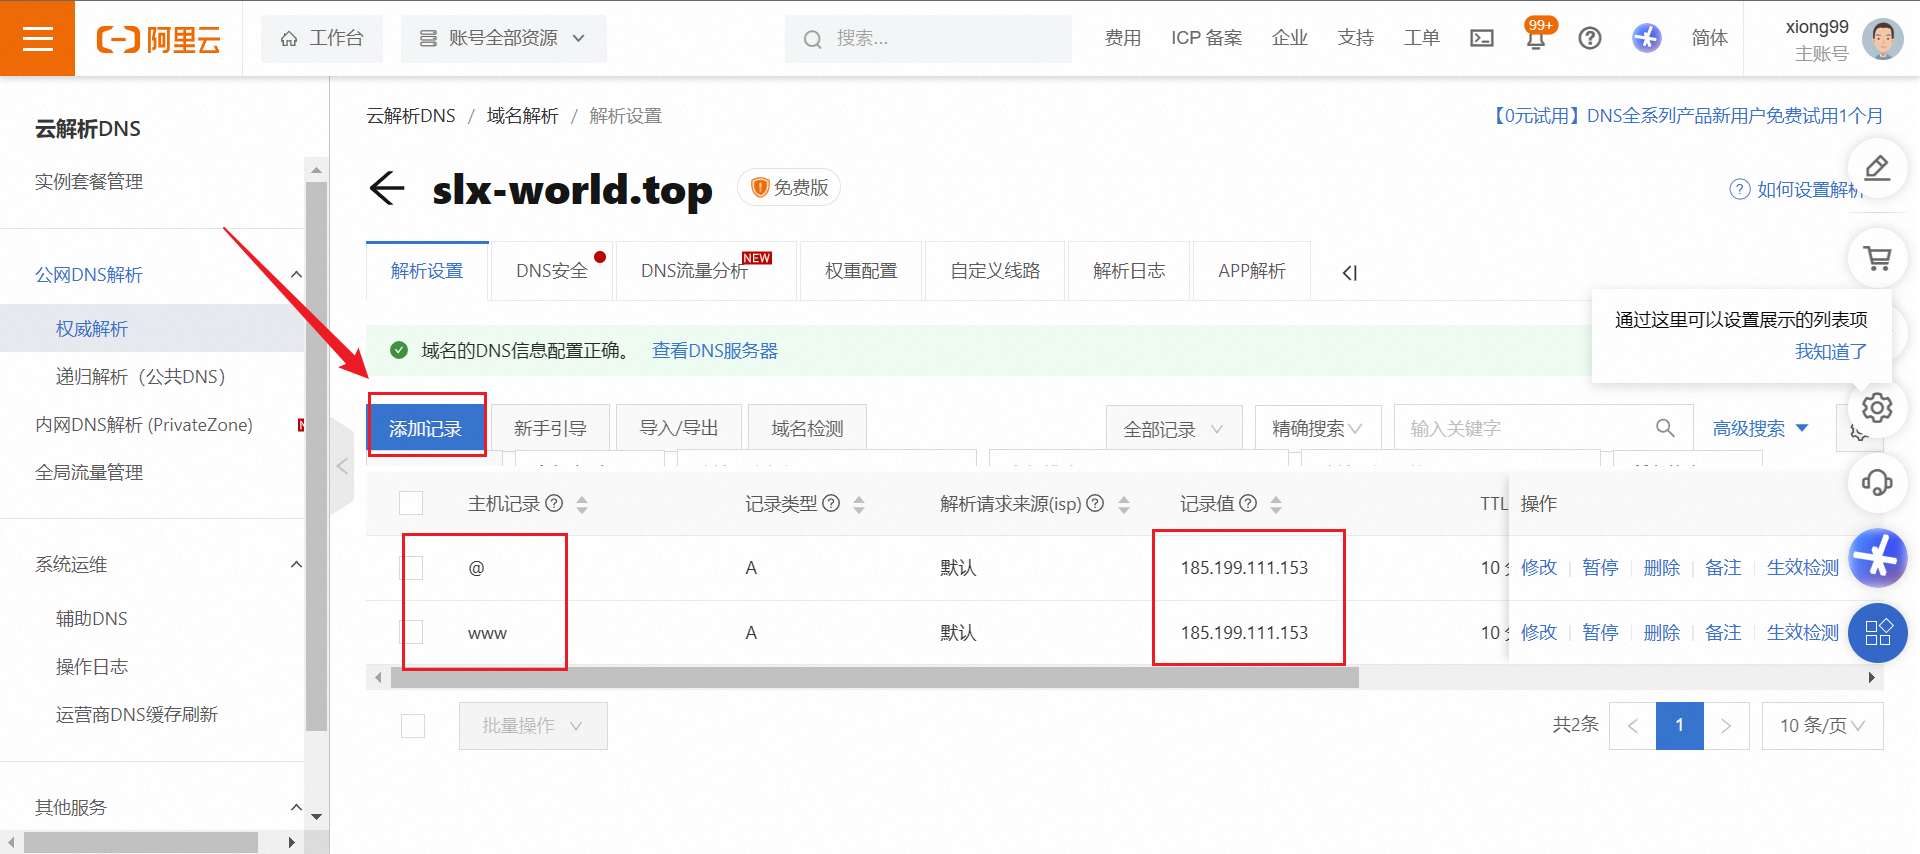 阿里云
工作台
账号全部资源
搜索...
费用
ICP 备案
企业
支持
工单
99+
简体
xiong99
主账号
云解析DNS
实例套餐管理
公网DNS解析
权威解析
递归解析（公共DNS）
内网DNS解析 (PrivateZone)
全局流量管理
系统运维
辅助DNS
操作日志
运营商DNS缓存刷新
其他服务
云解析DNS / 域名解析 / 解析设置
【0元试用】DNS全系列产品新用户免费试用1个月
slx-world.top
免费版
如何设置解析
解析设置
DNS安全
DNS流量分析
NEW
权重配置
自定义线路
解析日志
APP解析
域名的DNS信息配置正确。 查看DNS服务器
通过这里可以设置展示的列表项
我知道了
添加记录
新手引导
导入/导出
域名检测
全部记录
精确搜索
输入关键字
高级搜索
主机记录 记录类型 解析请求来源(isp) 记录值 TTL 操作
@ A 默认 185.199.111.153 10 修改 暂停 删除 备注 生效检测
www A 默认 185.199.111.153 10 修改 暂停 删除 备注 生效检测
批量操作
共2条
1
10 条/页